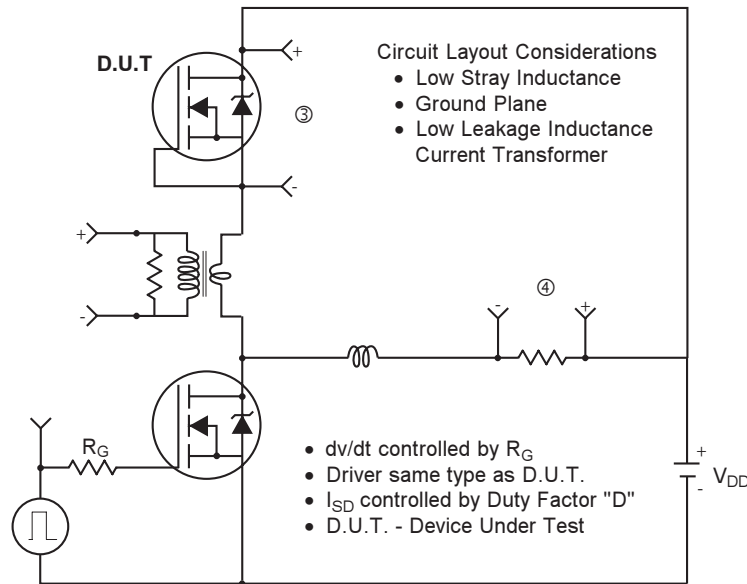 D.U.T
+
③
-
Circuit Layout Considerations
• Low Stray Inductance
• Ground Plane
• Low Leakage Inductance
Current Transformer
+
-
④
-
+
R_G
• dv/dt controlled by R_G
• Driver same type as D.U.T.
• I_SD controlled by Duty Factor "D"
• D.U.T. - Device Under Test
+
V_DD
-